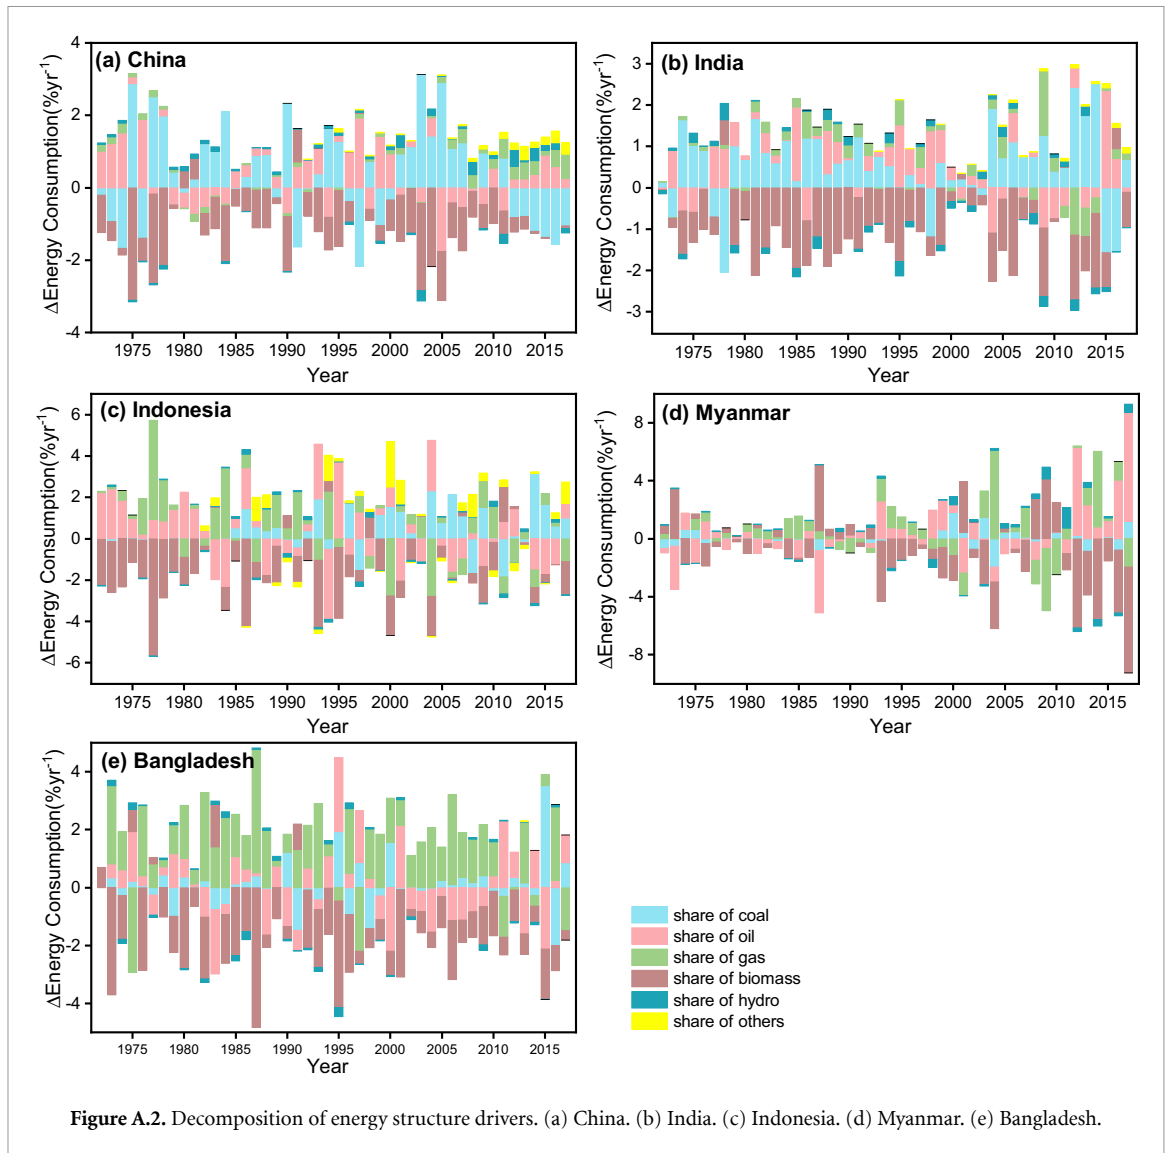 (a) China
ΔEnergy Consumption(%yr⁻¹)
4
2
0
-2
-4
1975 1980 1985 1990 1995 2000 2005 2010 2015
Year
(b) India
ΔEnergy Consumption(%yr⁻¹)
3
2
1
0
-1
-2
-3
1975 1980 1985 1990 1995 2000 2005 2010 2015
Year
(c) Indonesia
ΔEnergy Consumption(%yr⁻¹)
6
4
2
0
-2
-4
-6
1975 1980 1985 1990 1995 2000 2005 2010 2015
Year
(d) Myanmar
ΔEnergy Consumption(%yr⁻¹)
8
4
0
-4
-8
1975 1980 1985 1990 1995 2000 2005 2010 2015
Year
(e) Bangladesh
ΔEnergy Consumption(%yr⁻¹)
4
2
0
-2
-4
1975 1980 1985 1990 1995 2000 2005 2010 2015
Year
share of coal
share of oil
share of gas
share of biomass
share of hydro
share of others
Figure A.2. Decomposition of energy structure drivers. (a) China. (b) India. (c) Indonesia. (d) Myanmar. (e) Bangladesh.